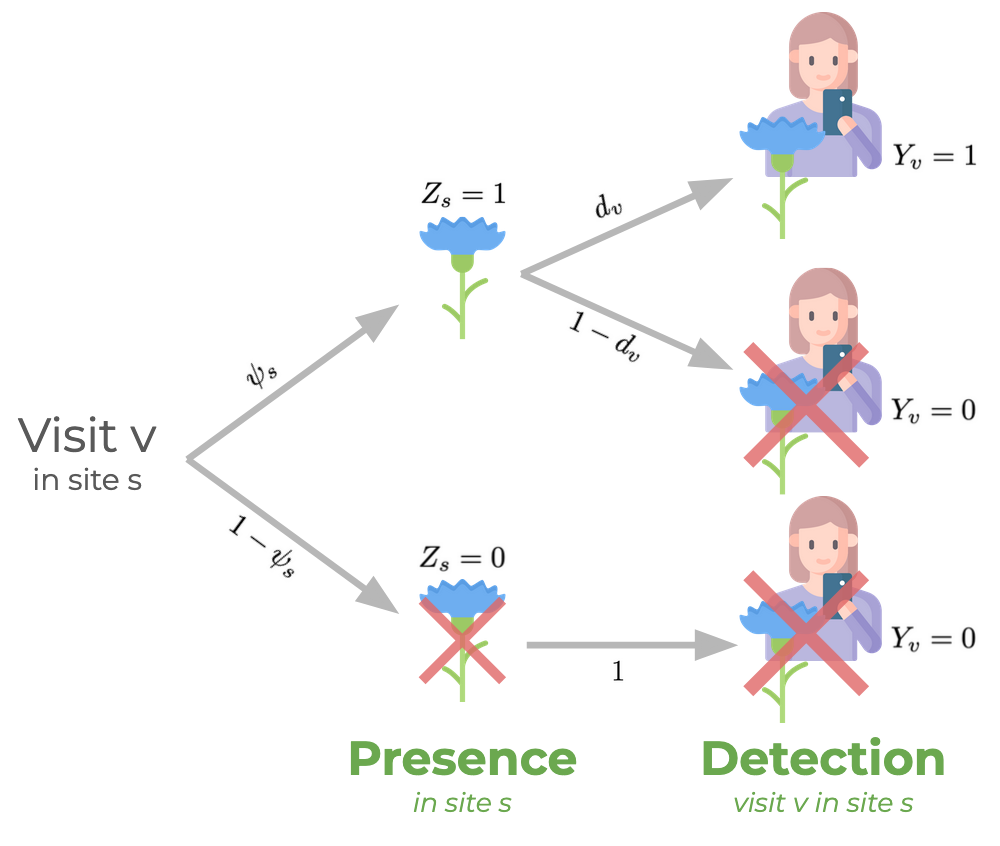 Visit v
in site s
ψₛ
1 − ψₛ
Zₛ = 1
Zₛ = 0
dᵥ
1 − dᵥ
1
Yᵥ = 1
Yᵥ = 0
Yᵥ = 0
Presence
in site s
Detection
visit v in site s